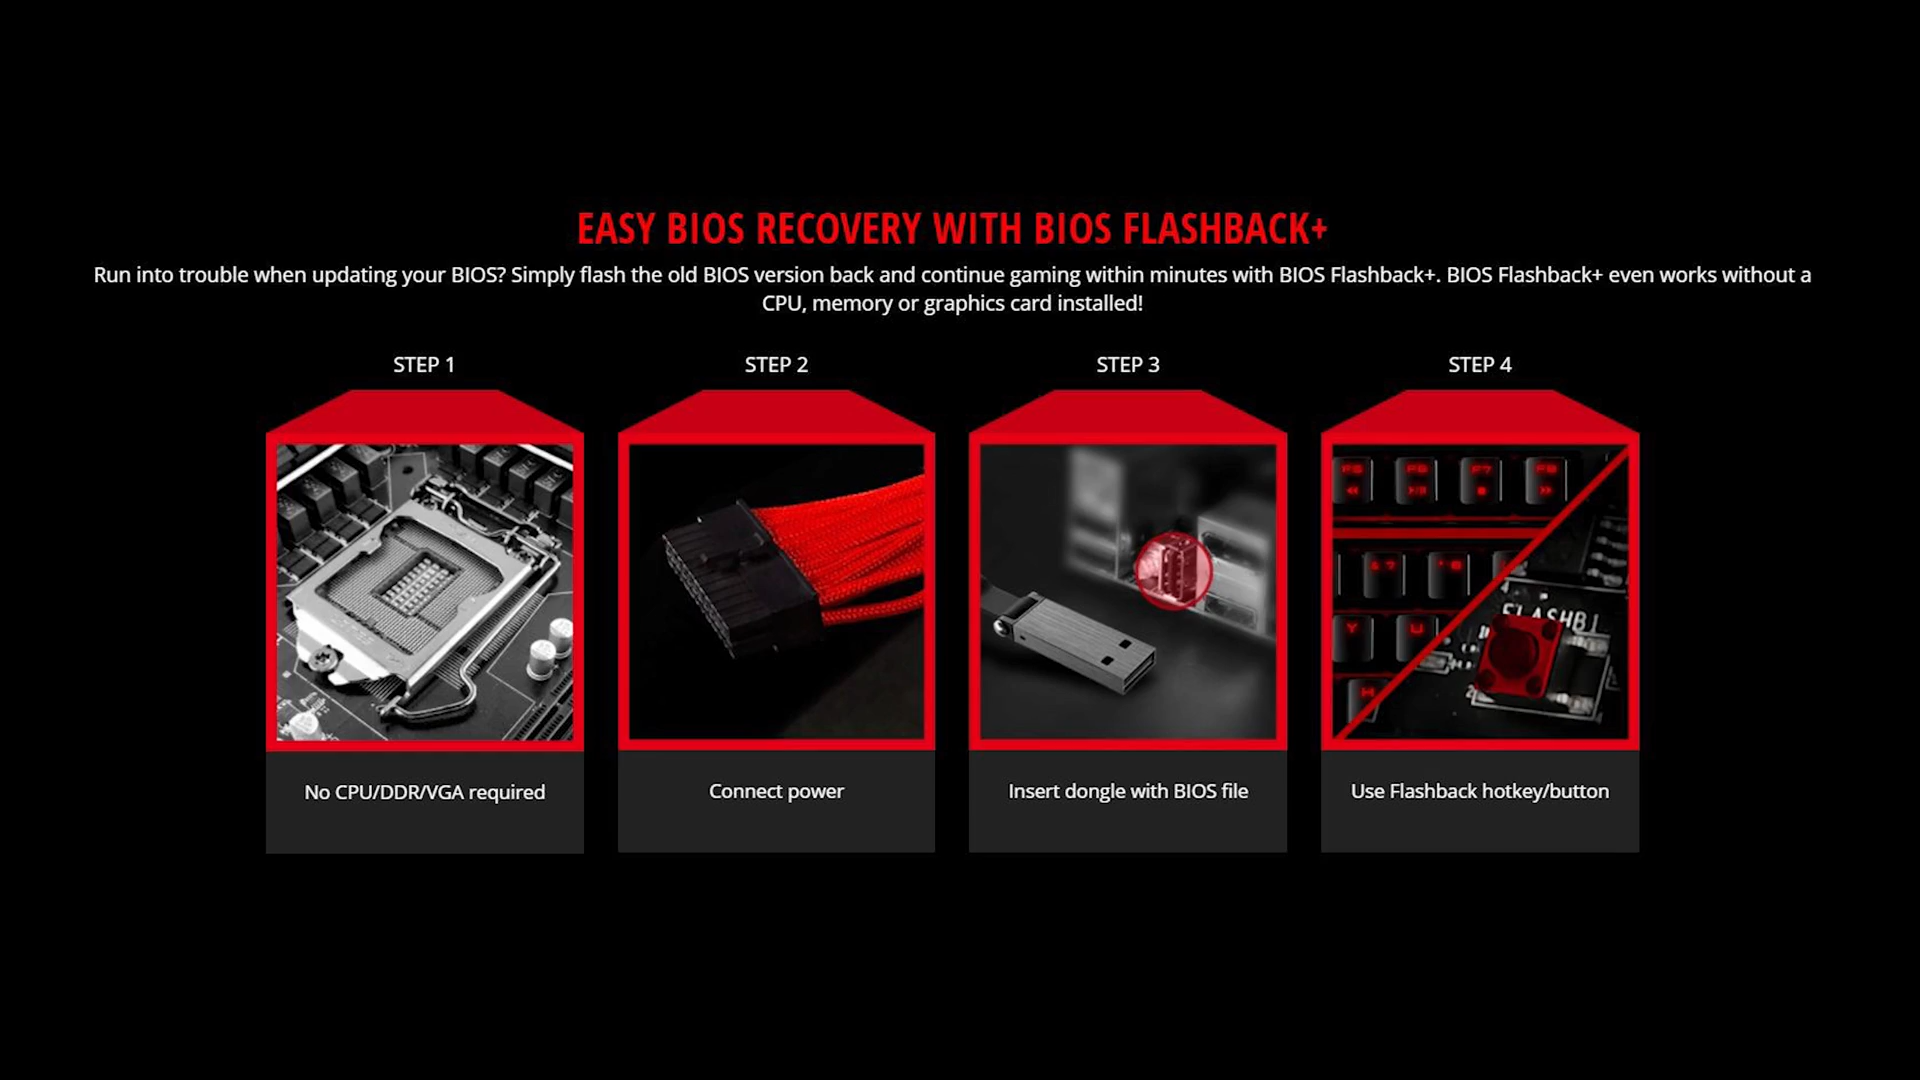 EASY BIOS RECOVERY WITH BIOS FLASHBACK+
Run into trouble when updating your BIOS? Simply flash the old BIOS version back and continue gaming within minutes with BIOS Flashback+. BIOS Flashback+ even works without a
CPU, memory or graphics card installed!
STEP 1
STEP 2
STEP 3
STEP 4
FLASHB1
No CPU/DDR/VGA required
Connect power
Insert dongle with BIOS file
Use Flashback hotkey/button